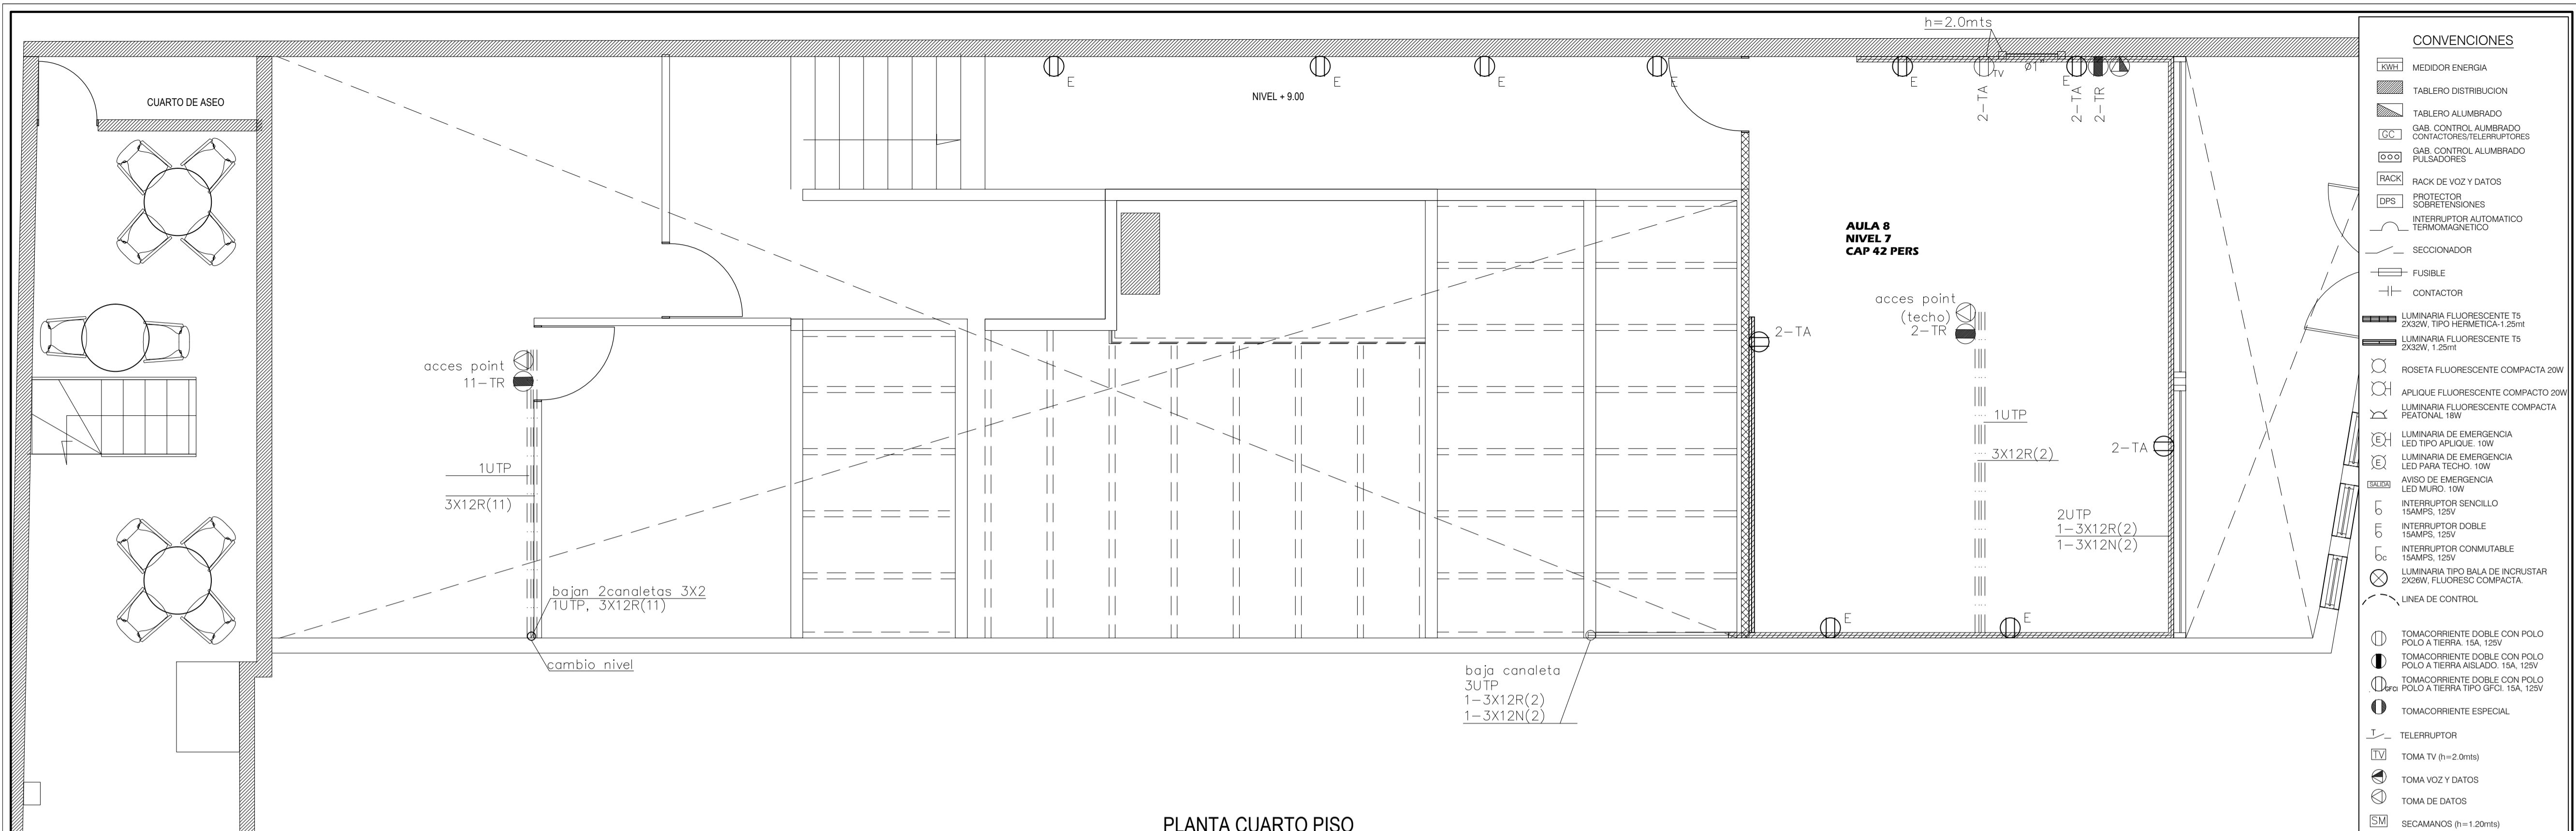 h=2.0mts
CUARTO DE ASEO
E
E
E
E
NIVEL + 9.00
E
TV
Ø1"
E
2-TA
2-TA
2-TR
AULA 8
NIVEL 7
CAP 42 PERS
acces point
(techo)
2-TR
2-TA
acces point
11-TR
1UTP
3X12R(2)
2-TA
1UTP
3X12R(11)
2UTP
1-3X12R(2)
1-3X12N(2)
bajan 2canaletas 3X2
1UTP, 3X12R(11)
E
E
cambio nivel
baja canaleta
3UTP
1-3X12R(2)
1-3X12N(2)
PLANTA CUARTO PISO
CONVENCIONES
KWH MEDIDOR ENERGIA
TABLERO DISTRIBUCION
TABLERO ALUMBRADO
GC GAB. CONTROL AUMBRADO
CONTACTORES/TELERRUPTORES
GAB. CONTROL ALUMBRADO
PULSADORES
RACK RACK DE VOZ Y DATOS
DPS PROTECTOR
SOBRETENSIONES
INTERRUPTOR AUTOMATICO
TERMOMAGNETICO
SECCIONADOR
FUSIBLE
CONTACTOR
LUMINARIA FLUORESCENTE T5
2X32W, TIPO HERMETICA-1.25mt
LUMINARIA FLUORESCENTE T5
2X32W, 1.25mt
ROSETA FLUORESCENTE COMPACTA 20W
APLIQUE FLUORESCENTE COMPACTO 20W
LUMINARIA FLUORESCENTE COMPACTA
PEATONAL 18W
E LUMINARIA DE EMERGENCIA
LED TIPO APLIQUE. 10W
E LUMINARIA DE EMERGENCIA
LED PARA TECHO. 10W
SALIDA AVISO DE EMERGENCIA
LED MURO. 10W
INTERRUPTOR SENCILLO
15AMPS, 125V
INTERRUPTOR DOBLE
15AMPS, 125V
c INTERRUPTOR CONMUTABLE
15AMPS, 125V
LUMINARIA TIPO BALA DE INCRUSTAR
2X26W, FLUORESC COMPACTA.
LINEA DE CONTROL
TOMACORRIENTE DOBLE CON POLO
POLO A TIERRA. 15A, 125V
TOMACORRIENTE DOBLE CON POLO
POLO A TIERRA AISLADO. 15A, 125V
TOMACORRIENTE DOBLE CON POLO
GFCI POLO A TIERRA TIPO GFCI. 15A, 125V
TOMACORRIENTE ESPECIAL
T TELERRUPTOR
TV TOMA TV (h=2.0mts)
TOMA VOZ Y DATOS
TOMA DE DATOS
SM SECAMANOS (h=1.20mts)